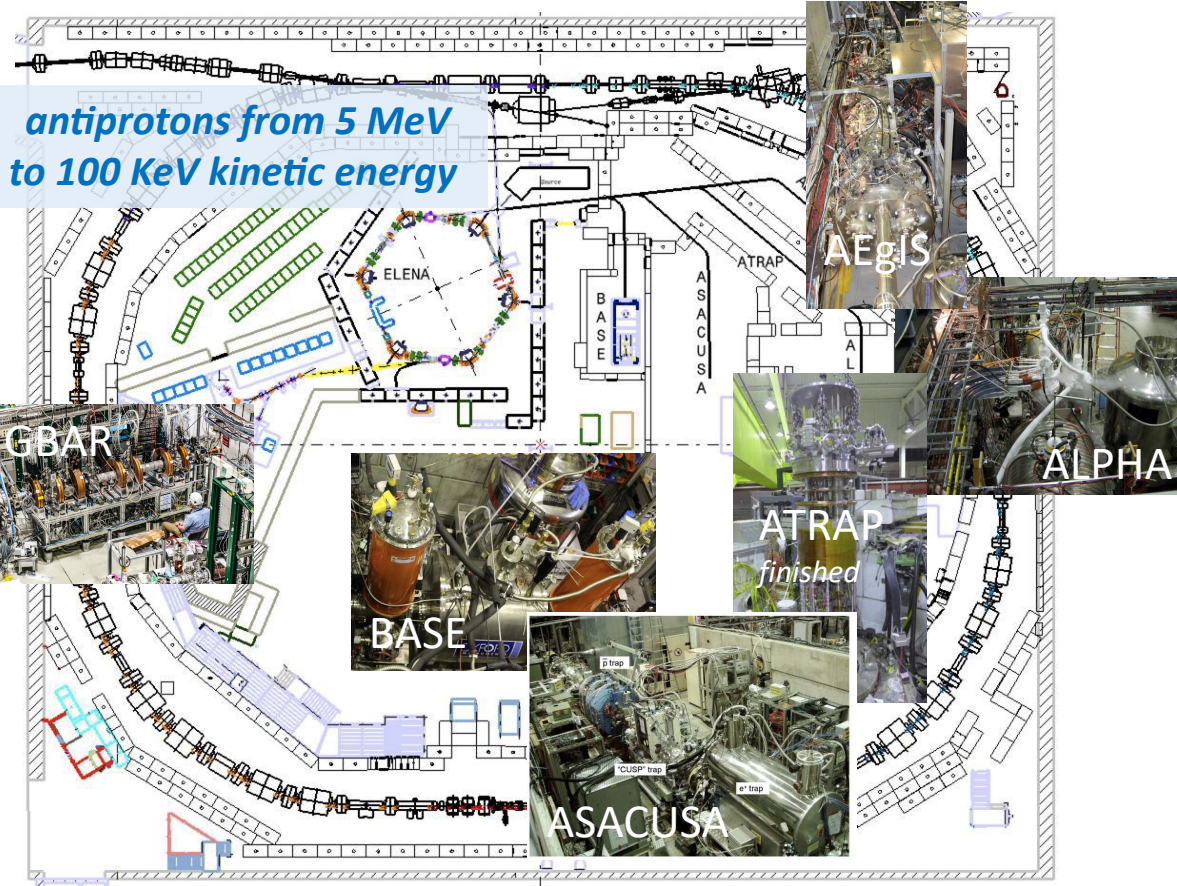 antiprotons from 5 MeV
to 100 KeV kinetic energy
Source
ELENA
BASE
ASACUSA
ATRAP
AL
AEgIS
GBAR
ALPHA
ATRAP
finished
BASE
OXFORD
p̅ trap
"CUSP" trap
e⁺ trap
ASACUSA